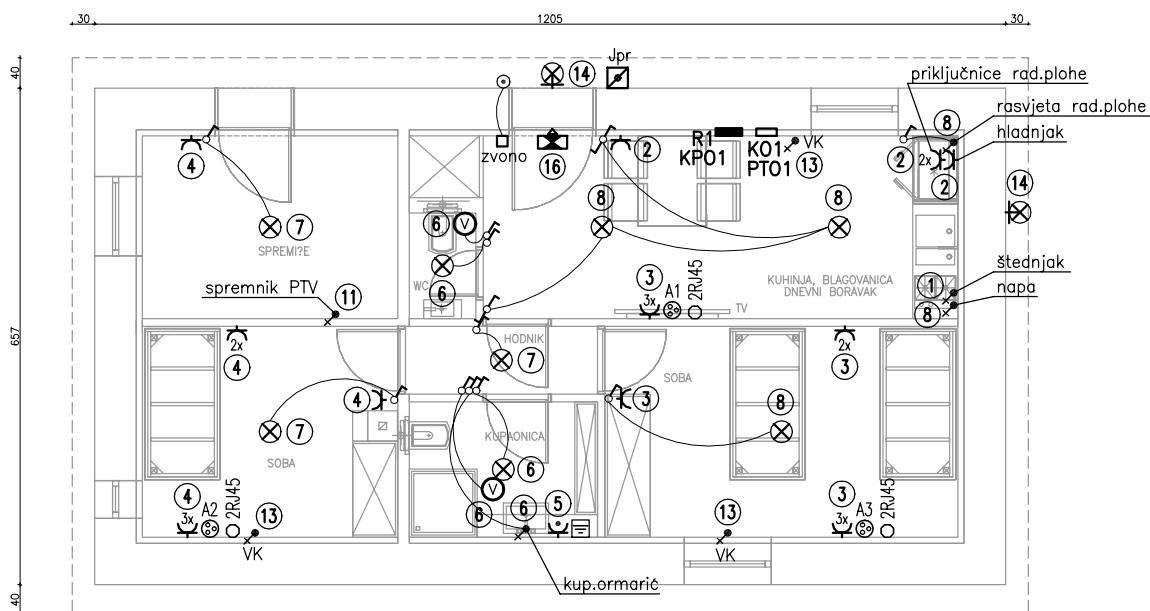 30 1205 30
40
Jpr
14
priključnice rad.plohe
rasvjeta rad.plohe
hladnjak
8
zvono
16
2
R1
KP01
K01
PT01
VK
13
2
2x
2
4
14
7
SPREMI?E
6
V
8
8
WC
6
3
3x
A1
2RJ45
TV
KUHINJA, BLAGOVANICA
DNEVNI BORAVAK
1
štednjak
napa
8
spremnik PTV
11
657
2x
4
HODNIK
7
SOBA
2x
3
4
3
7
SOBA
KUPAONICA
6
8
V
4
3x
A2
2RJ45
13
VK
6
6
5
13
VK
3
3x
A3
2RJ45
kup.ormarić
40